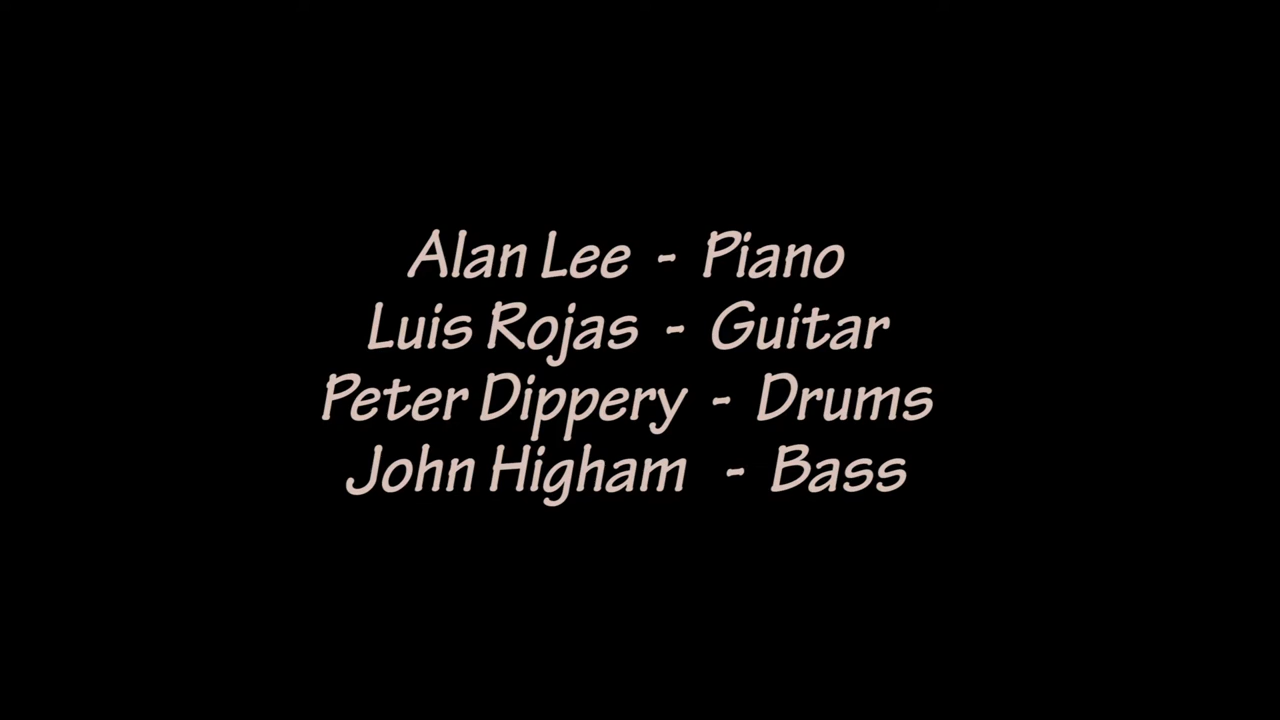 Alan Lee - Piano
Luis Rojas - Guitar
Peter Dippery - Drums
John Higham - Bass